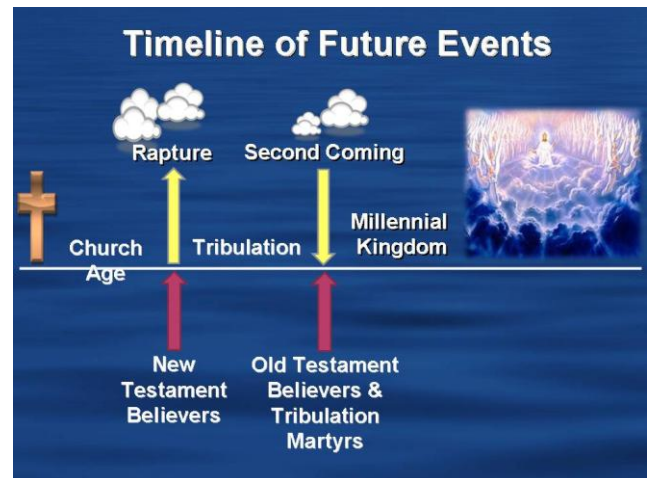 Timeline of Future Events
Rapture
Second Coming
Church
Age
Tribulation
Millennial
Kingdom
New
Testament
Believers
Old Testament
Believers &
Tribulation
Martyrs